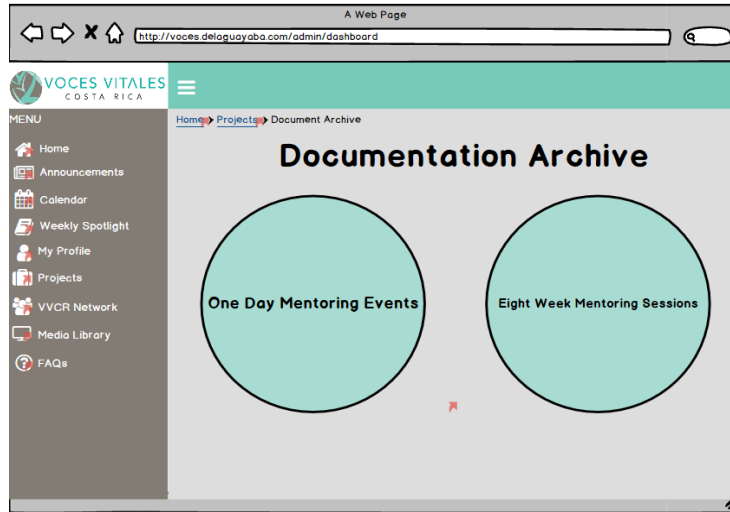 A Web Page
http://voces.delaguayaba.com/admin/dashboard
VOCES VITALES
COSTA RICA
MENU
Home Projects Document Archive
Documentation Archive
Home
Announcements
Calendar
Weekly Spotlight
My Profile
Projects
VVCR Network
Media Library
FAQs
One Day Mentoring Events
Eight Week Mentoring Sessions